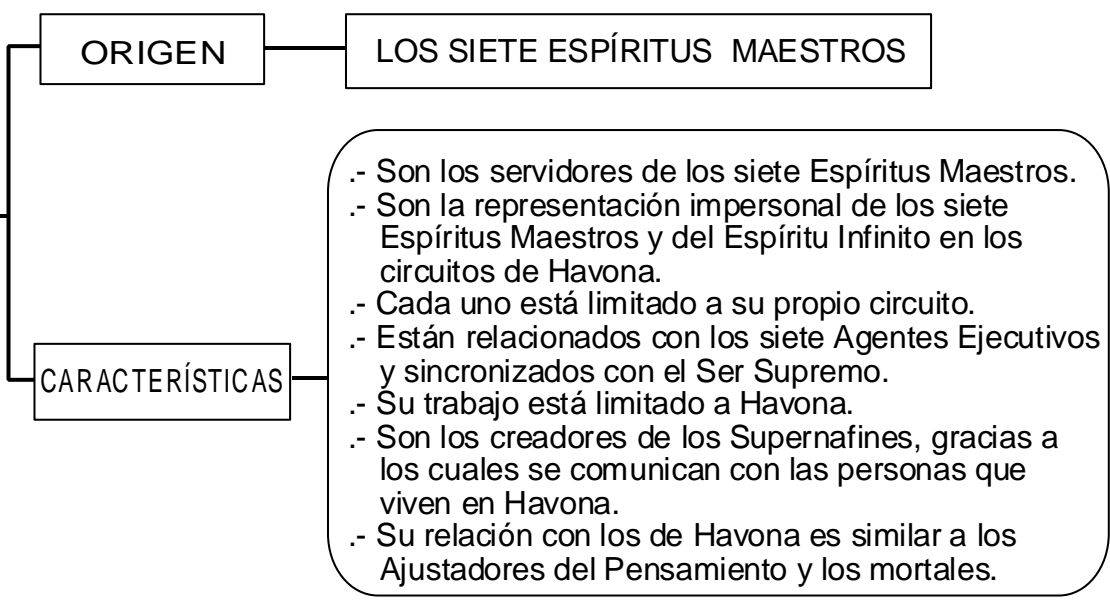 ORIGEN
LOS SIETE ESPÍRITUS MAESTROS
CARACTERÍSTICAS
.- Son los servidores de los siete Espíritus Maestros.
.- Son la representación impersonal de los siete
Espíritus Maestros y del Espíritu Infinito en los
circuitos de Havona.
.- Cada uno está limitado a su propio circuito.
.- Están relacionados con los siete Agentes Ejecutivos
y sincronizados con el Ser Supremo.
.- Su trabajo está limitado a Havona.
.- Son los creadores de los Supernafines, gracias a
los cuales se comunican con las personas que
viven en Havona.
.- Su relación con los de Havona es similar a los
Ajustadores del Pensamiento y los mortales.